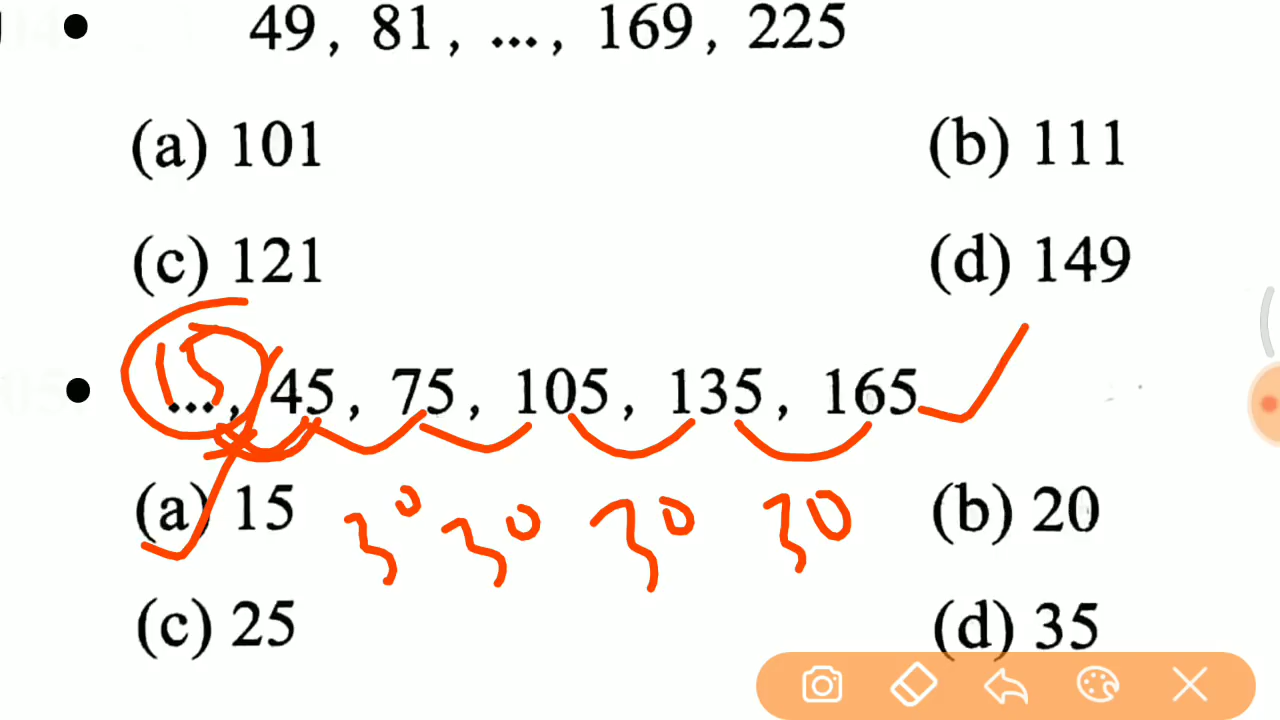 • 49, 81, ..., 169, 225
(a) 101 (b) 111
(c) 121 (d) 149
15
• ..., 45, 75, 105, 135, 165
(a) 15 (b) 20
30 30 30 30
(c) 25 (d) 35